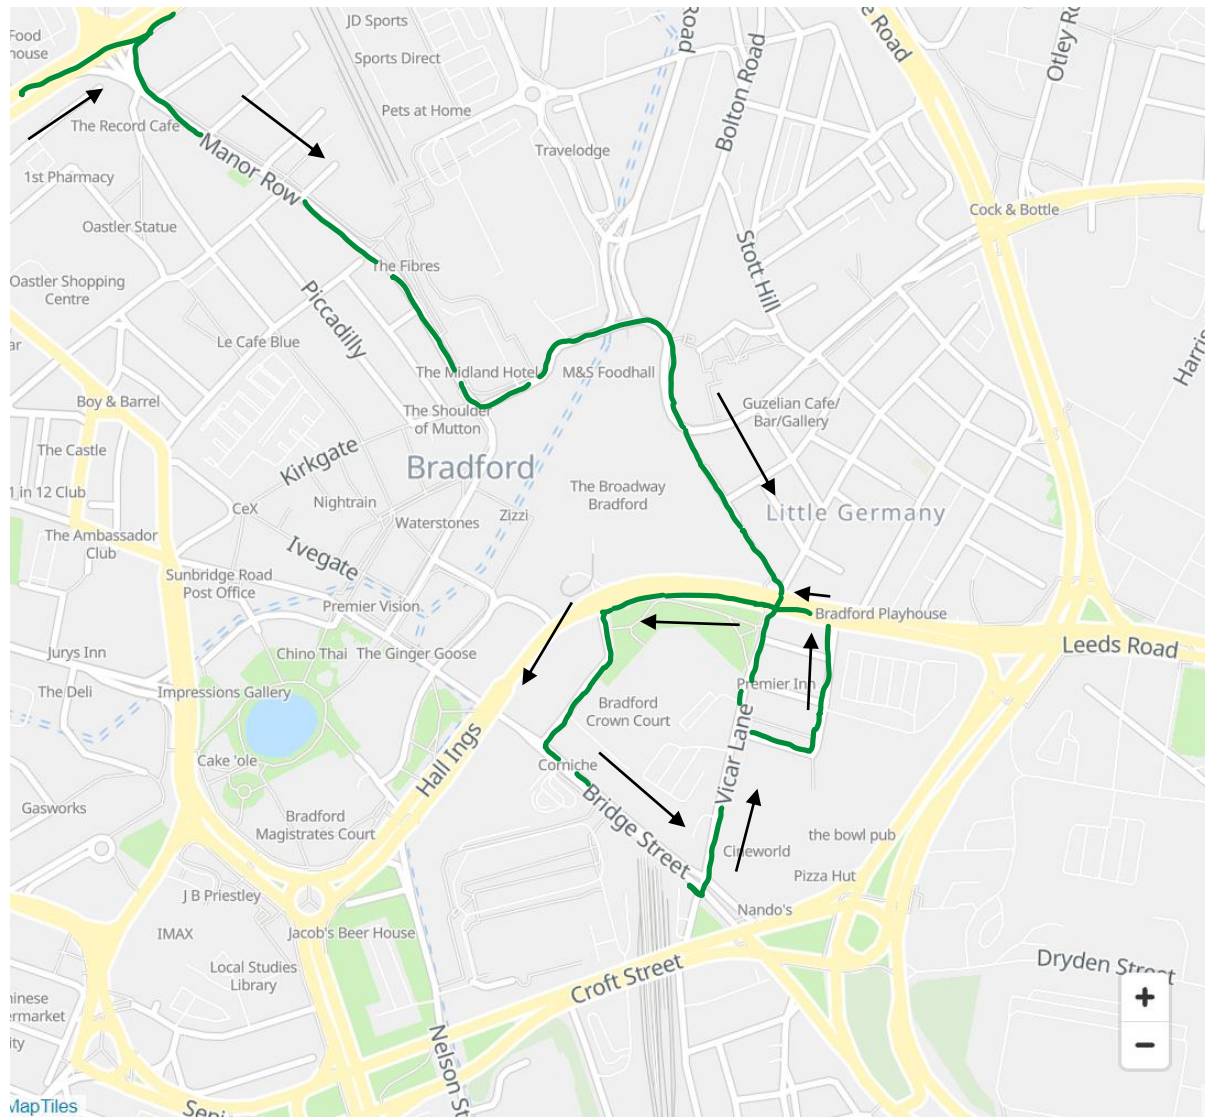 JD Sports
Food
house
Sports Direct
Road
e Road
Otley Ro
Bolton Road
Pets at Home
The Record Cafe
Manor Row
Travelodge
1st Pharmacy
Cock & Bottle
Oastler Statue
Stott Hill
The Fibres
Oastler Shopping
Centre
Piccadilly
Harris
Le Cafe Blue
ar
The Midland Hotel
M&S Foodhall
Boy & Barrel
The Shoulder
of Mutton
Guzelian Cafe/
Bar/Gallery
The Castle
Kirkgate
Bradford
1 in 12 Club
Nightrain
The Broadway
Bradford
CeX
Waterstones
Zizzi
Little Germany
The Ambassador
Club
Ivegate
Sunbridge Road
Post Office
Premier Vision
Bradford Playhouse
Jurys Inn
Chino Thai
The Ginger Goose
Leeds Road
The Deli
Impressions Gallery
Premier Inn
Bradford
Crown Court
Vicar Lane
Cake 'ole
Hall Ings
Corniche
Gasworks
Bradford
Magistrates Court
Bridge Street
the bowl pub
Cineworld
Pizza Hut
J B Priestley
Nando's
IMAX
Jacob's Beer House
Local Studies
Library
Croft Street
Dryden Street
hinese
ermarket
ity
+
−
Nelson St
MapTiles